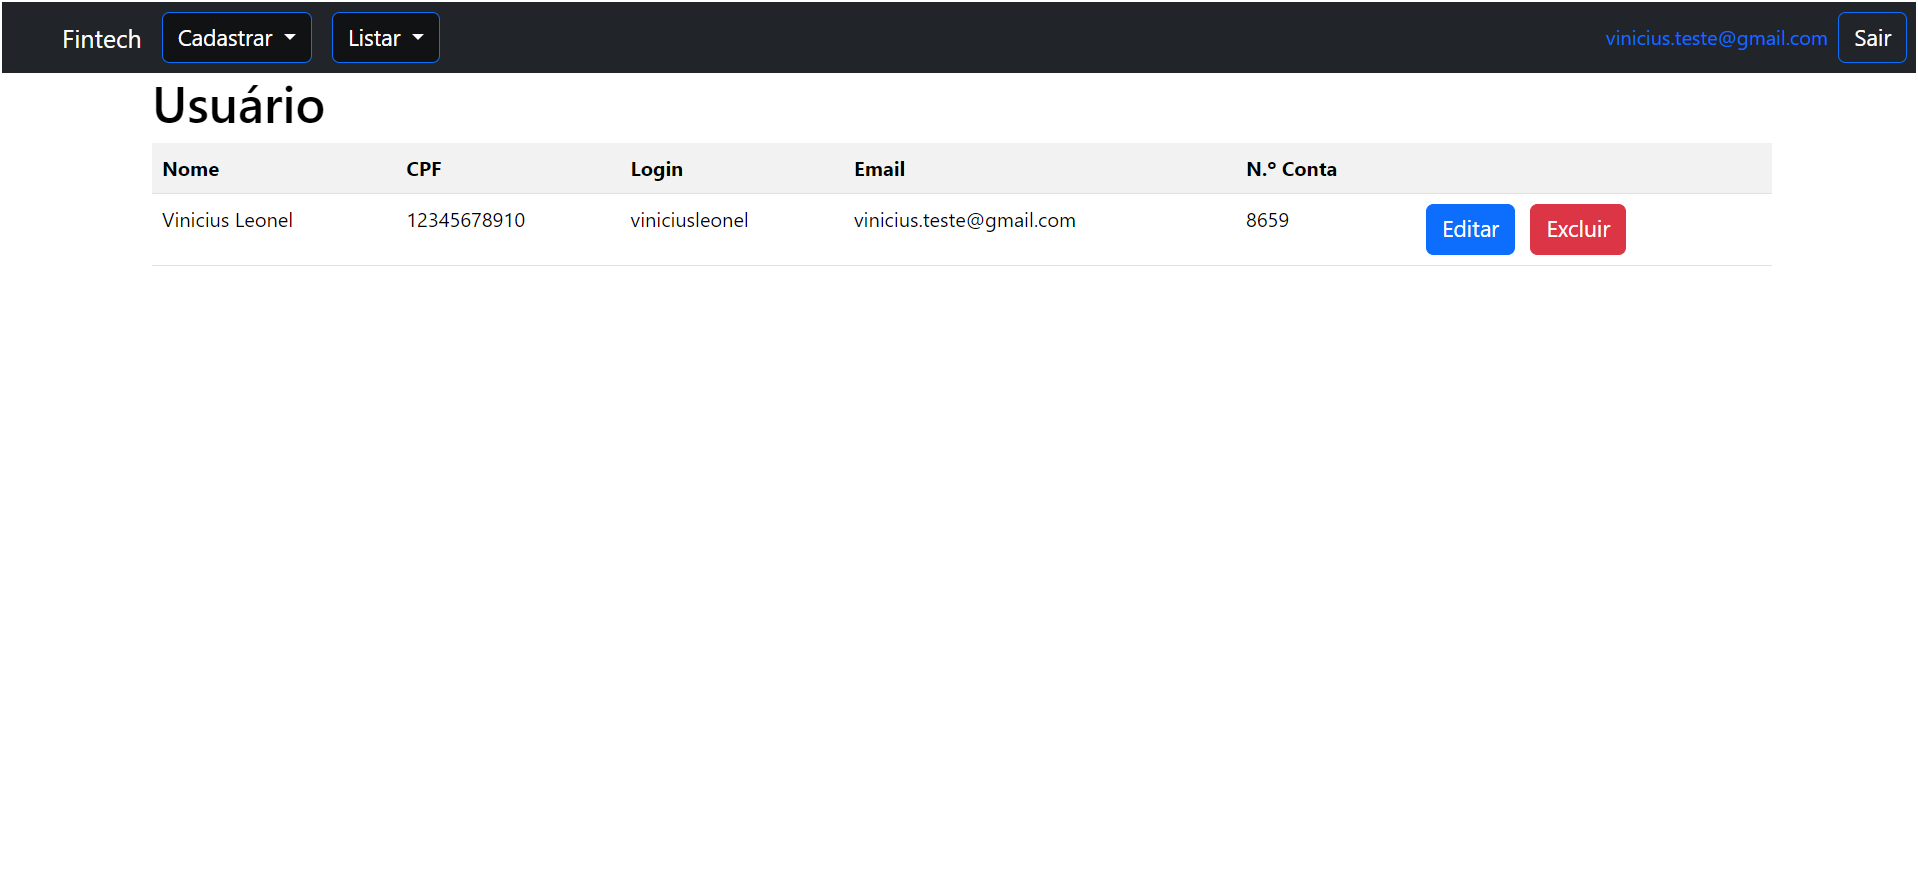 Fintech Cadastrar Listar vinicius.teste@gmail.com Sair
Usuário
Nome CPF Login Email N.º Conta
Vinicius Leonel 12345678910 viniciusleonel vinicius.teste@gmail.com 8659 Editar Excluir